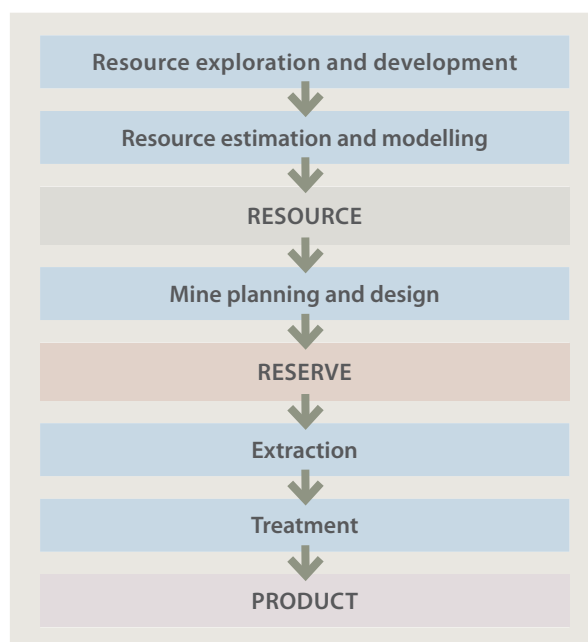 Resource exploration and development
Resource estimation and modelling
RESOURCE
Mine planning and design
RESERVE
Extraction
Treatment
PRODUCT